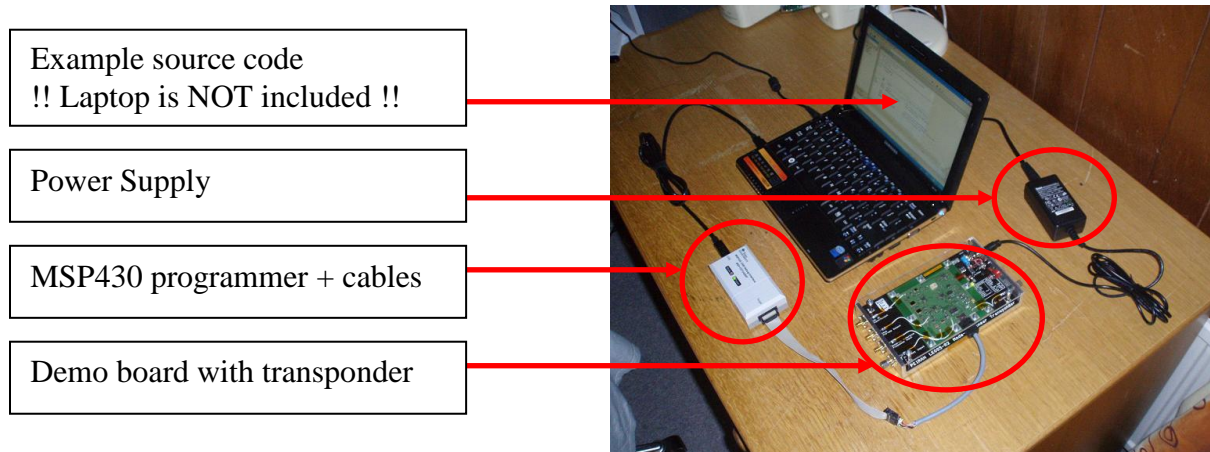 Example source code
!! Laptop is NOT included !!
Power Supply
MSP430 programmer + cables
Demo board with transponder